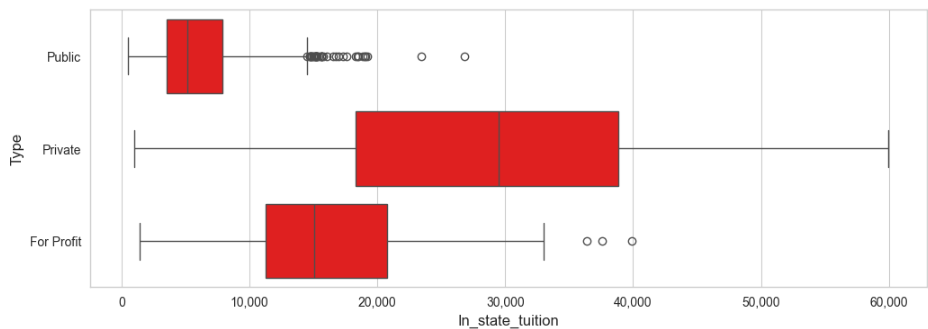 Public
Private
For Profit
Type
0 10,000 20,000 30,000 40,000 50,000 60,000
In_state_tuition